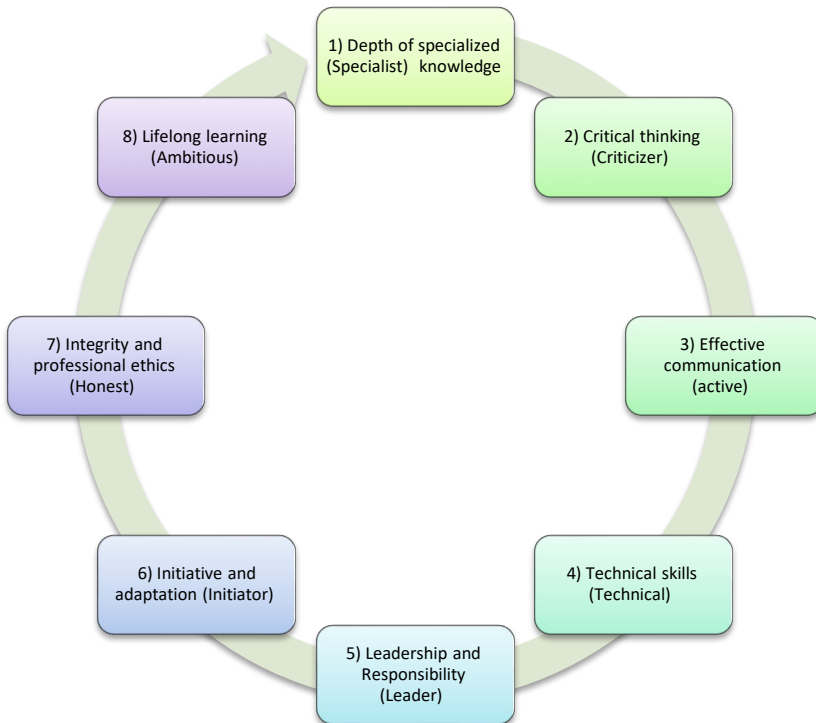 1) Depth of specialized
(Specialist) knowledge
2) Critical thinking
(Criticizer)
3) Effective
communication
(active)
4) Technical skills
(Technical)
5) Leadership and
Responsibility
(Leader)
6) Initiative and
adaptation (Initiator)
7) Integrity and
professional ethics
(Honest)
8) Lifelong learning
(Ambitious)